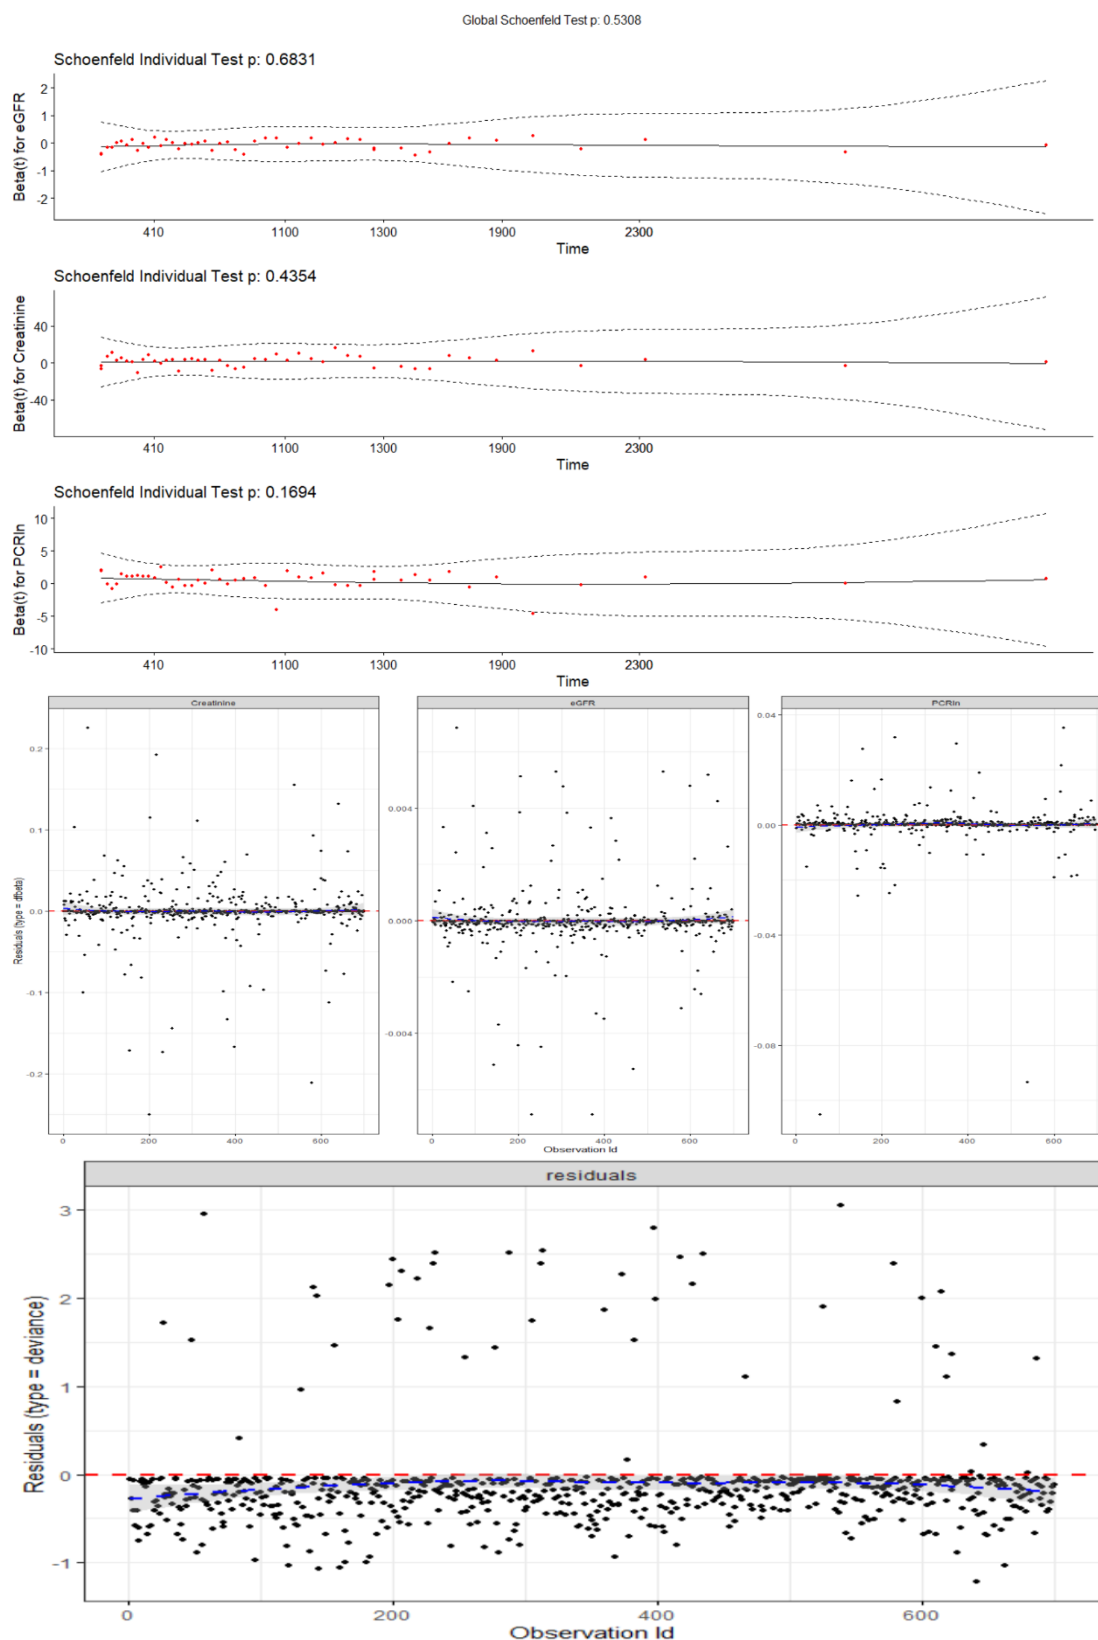 Global Schoenfeld Test p: 0.5308
Schoenfeld Individual Test p: 0.6831
Beta(t) for eGFR
2
1
0
-1
-2
410 1100 1300 1900 2300
Time
Schoenfeld Individual Test p: 0.4354
Beta(t) for Creatinine
40
0
-40
410 1100 1300 1900 2300
Time
Schoenfeld Individual Test p: 0.1694
Beta(t) for PCRln
10
5
0
-5
-10
410 1100 1300 1900 2300
Time
Creatinine eGFR PCRln
Residuals (type = dfbeta)
0.2
0.1
0.0
-0.1
-0.2
0 200 400 600
0.004
0.000
-0.004
0 200 400 600
0.04
0.00
-0.04
-0.08
0 200 400 600
Observation Id
residuals
Residuals (type = deviance)
3
2
1
0
-1
0 200 400 600
Observation Id